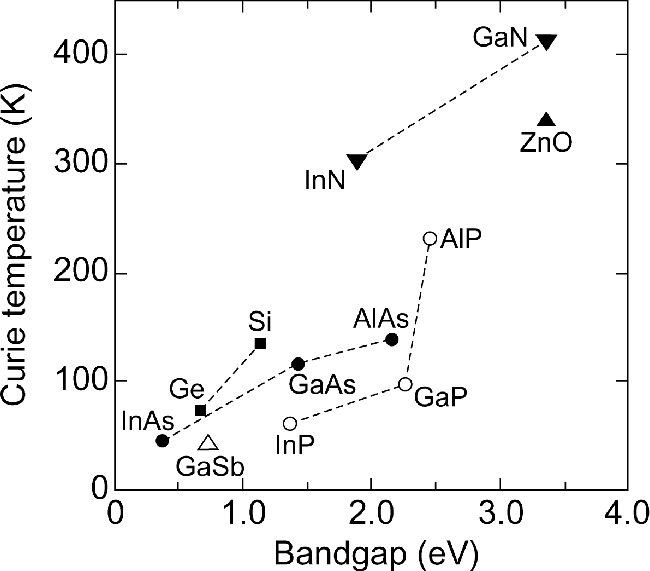 Curie temperature (K)
400
300
200
100
0
GaN
ZnO
InN
AlP
Si
AlAs
Ge
GaAs
GaP
InAs
GaSb
InP
0 1.0 2.0 3.0 4.0
Bandgap (eV)